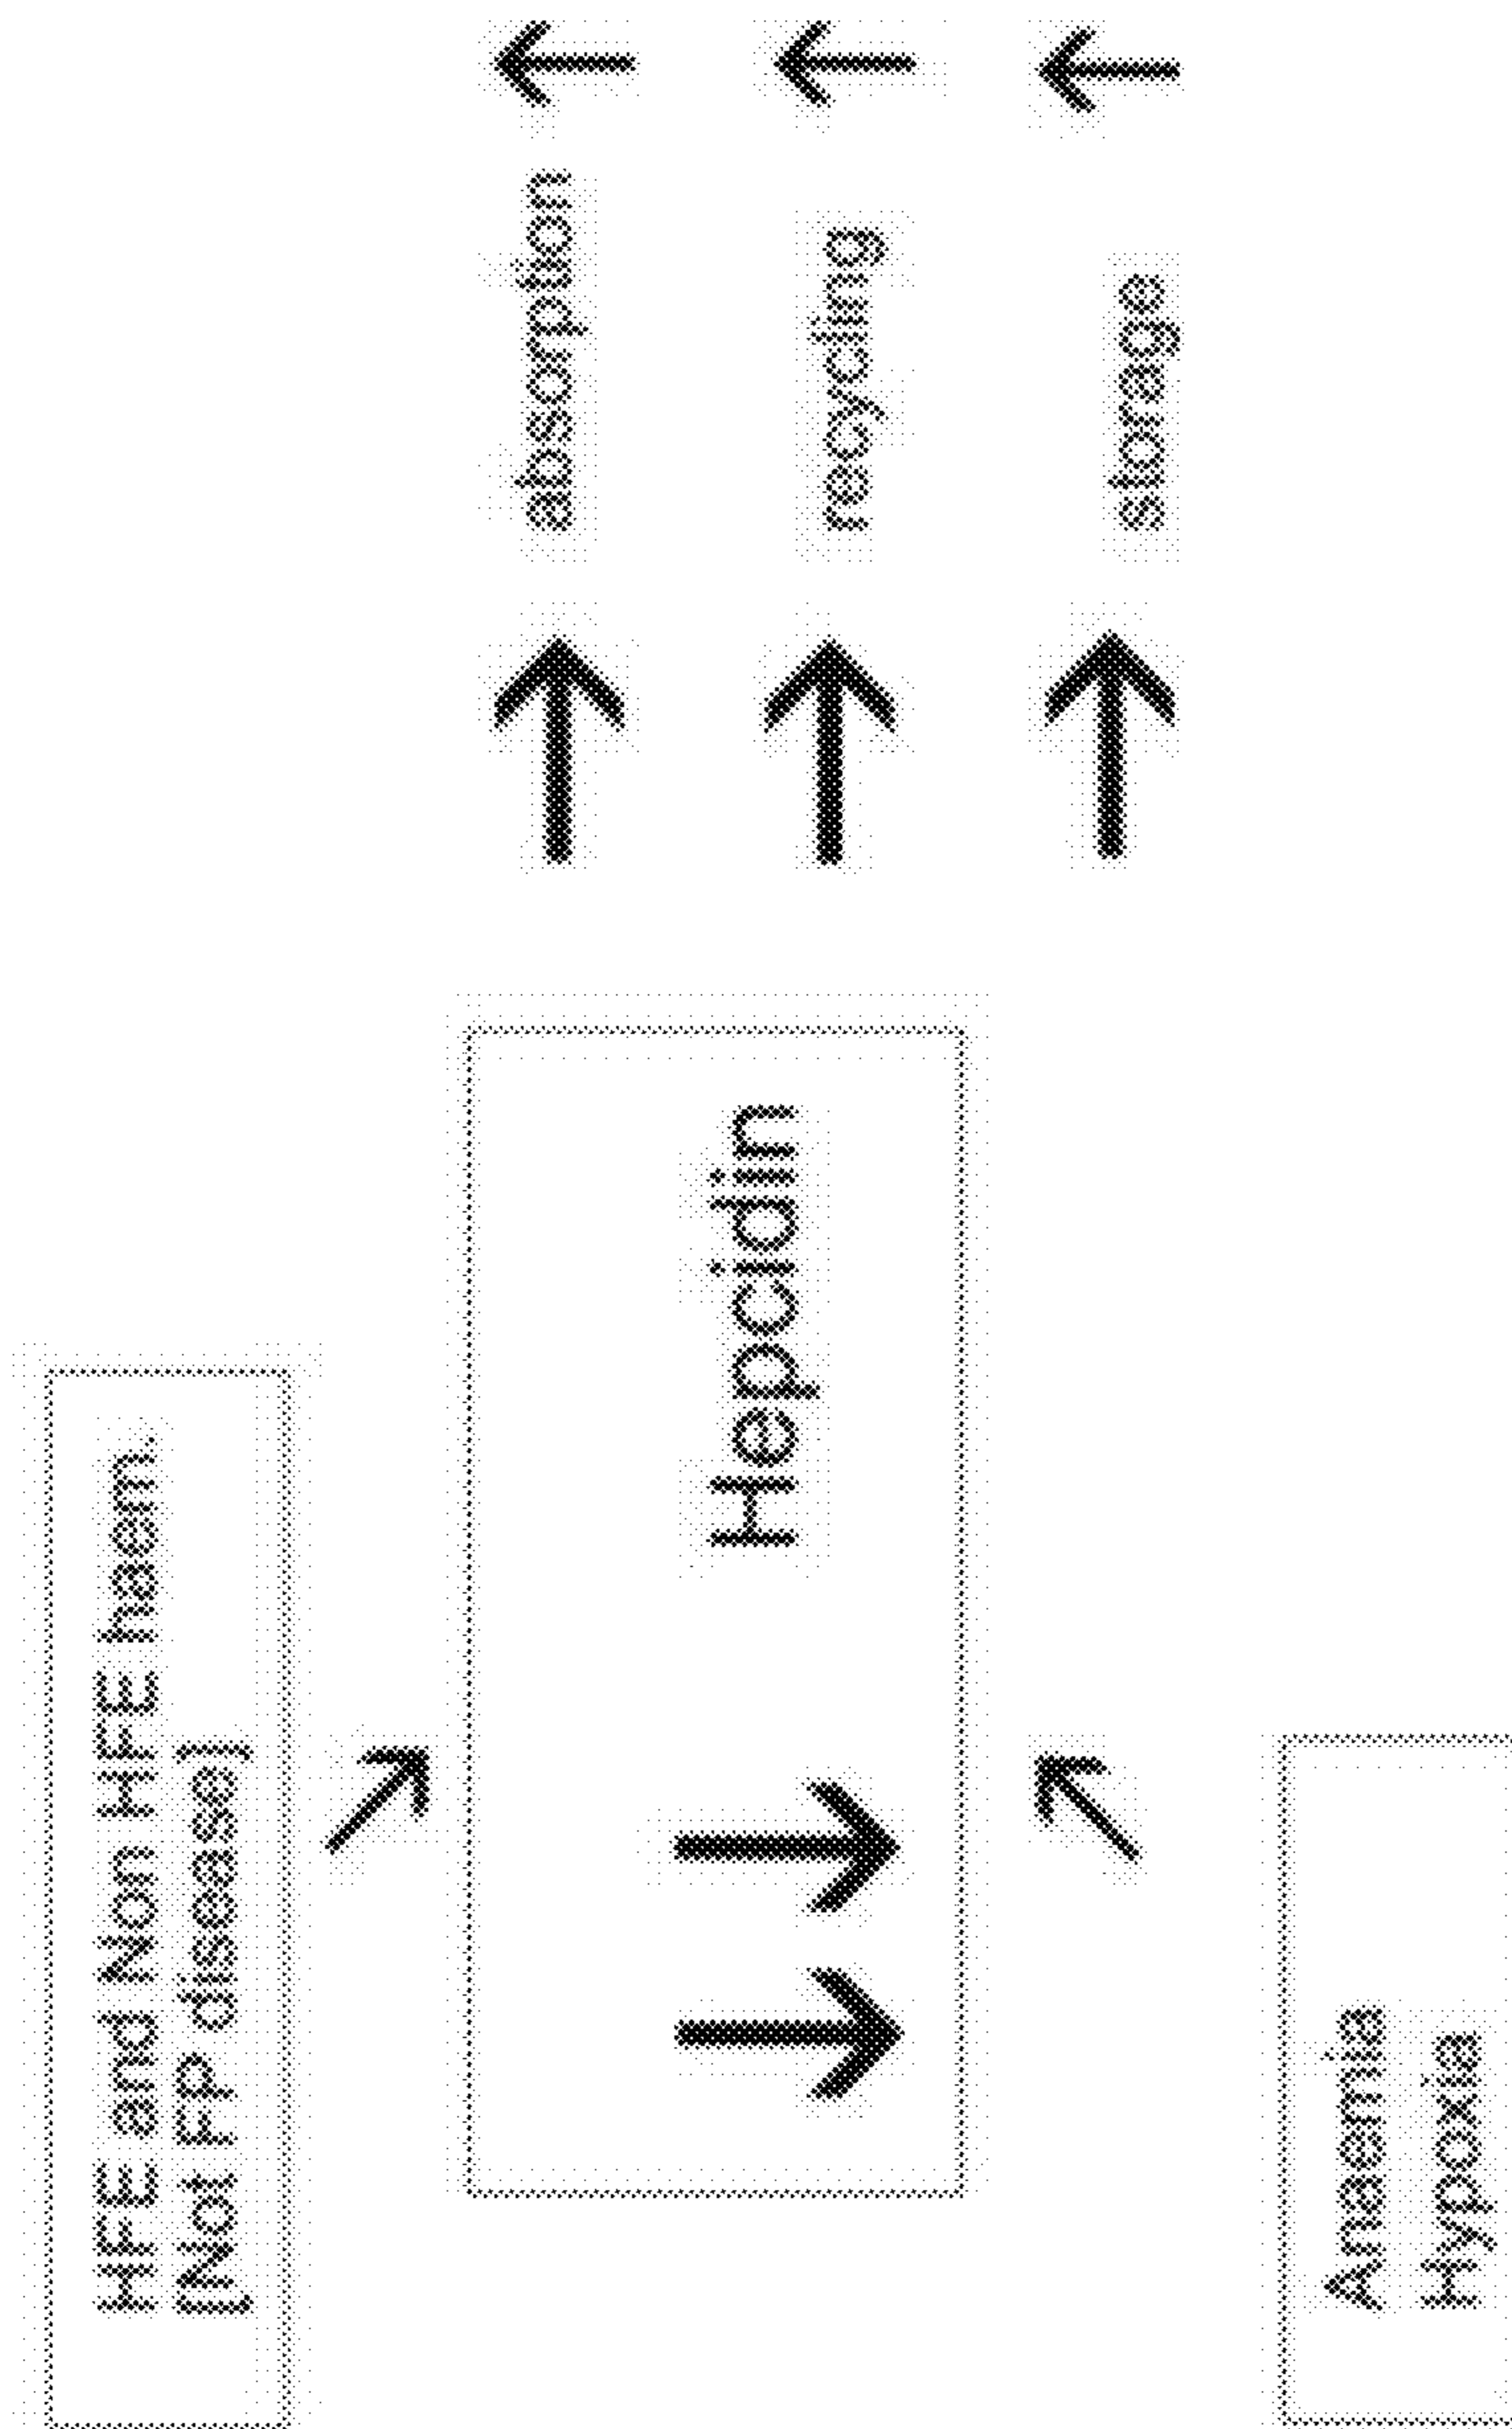 HFE and Non HFE haem.
[Not FP disease]
Hepcidin
absorption
recycling
storage
Anaemia
Hypoxia